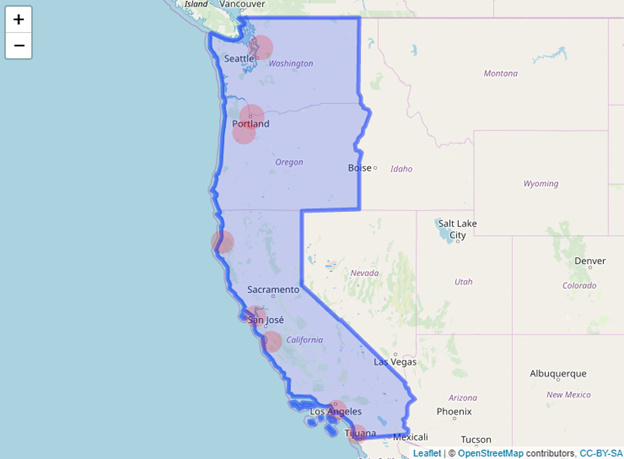 Island
Vancouver
+
−
Seattle
Washington
Montana
Portland
Oregon
Boise
Idaho
Wyoming
Salt Lake
City
Sacramento
Nevada
Utah
Denver
Colorado
San José
California
Las Vegas
Albuquerque
Los Angeles
Arizona
New Mexico
Phoenix
Tijuana
Mexicali
Tucson
Leaflet | © OpenStreetMap contributors, CC-BY-SA